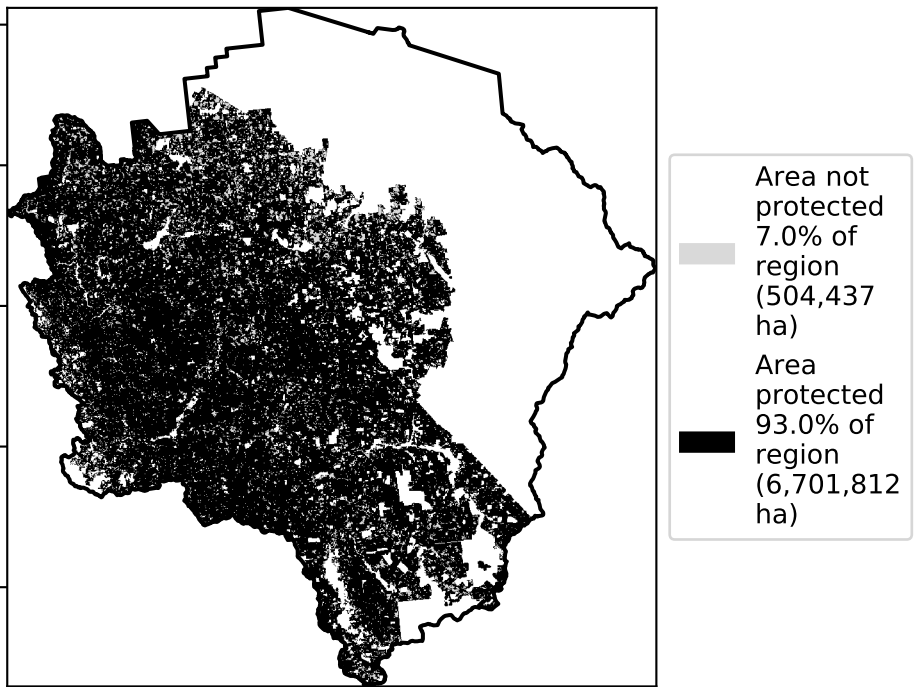 Area not
protected
7.0% of
region
(504,437
ha)
Area
protected
93.0% of
region
(6,701,812
ha)